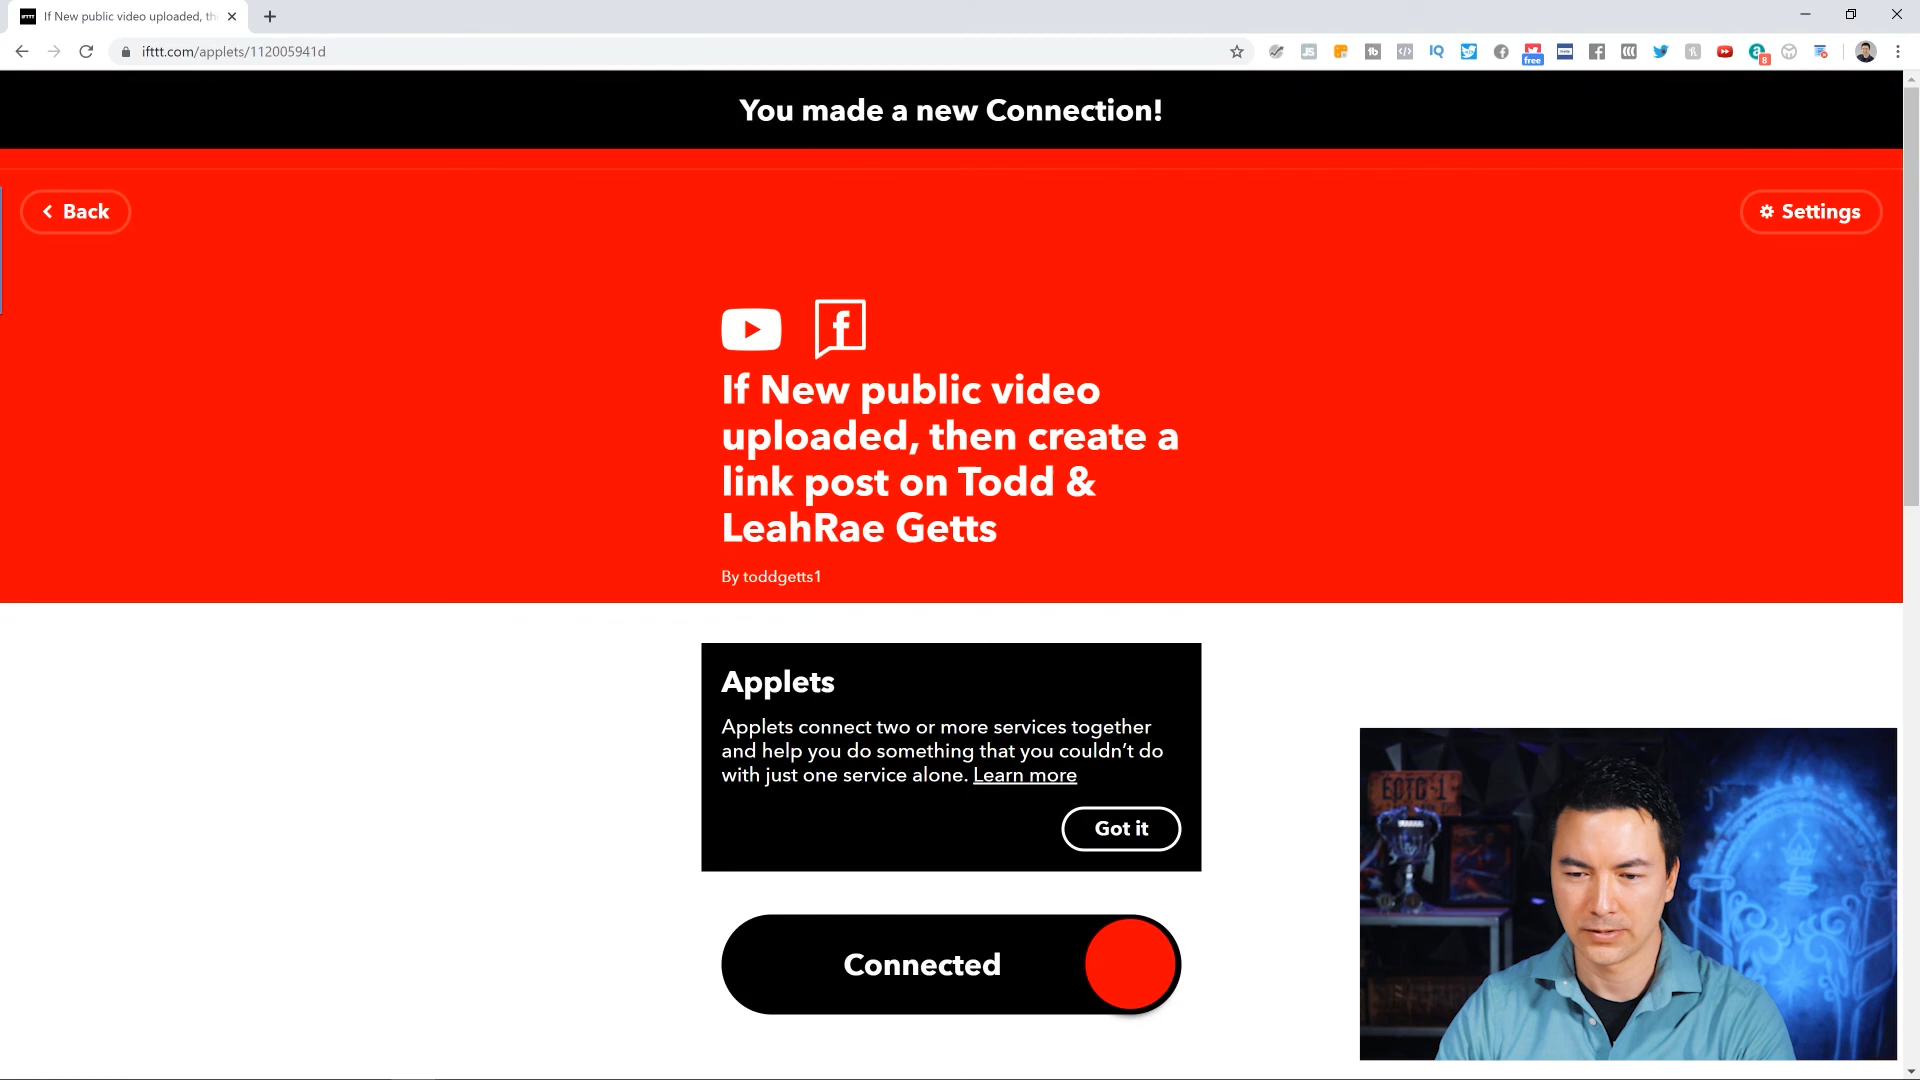 If New public video uploaded, th
ifttt.com/applets/112005941d
free
8
You made a new Connection!
Back
Settings
If New public video
uploaded, then create a
link post on Todd &
LeahRae Getts
By toddgetts1
Applets
Applets connect two or more services together
and help you do something that you couldn't do
with just one service alone. Learn more
Got it
Connected